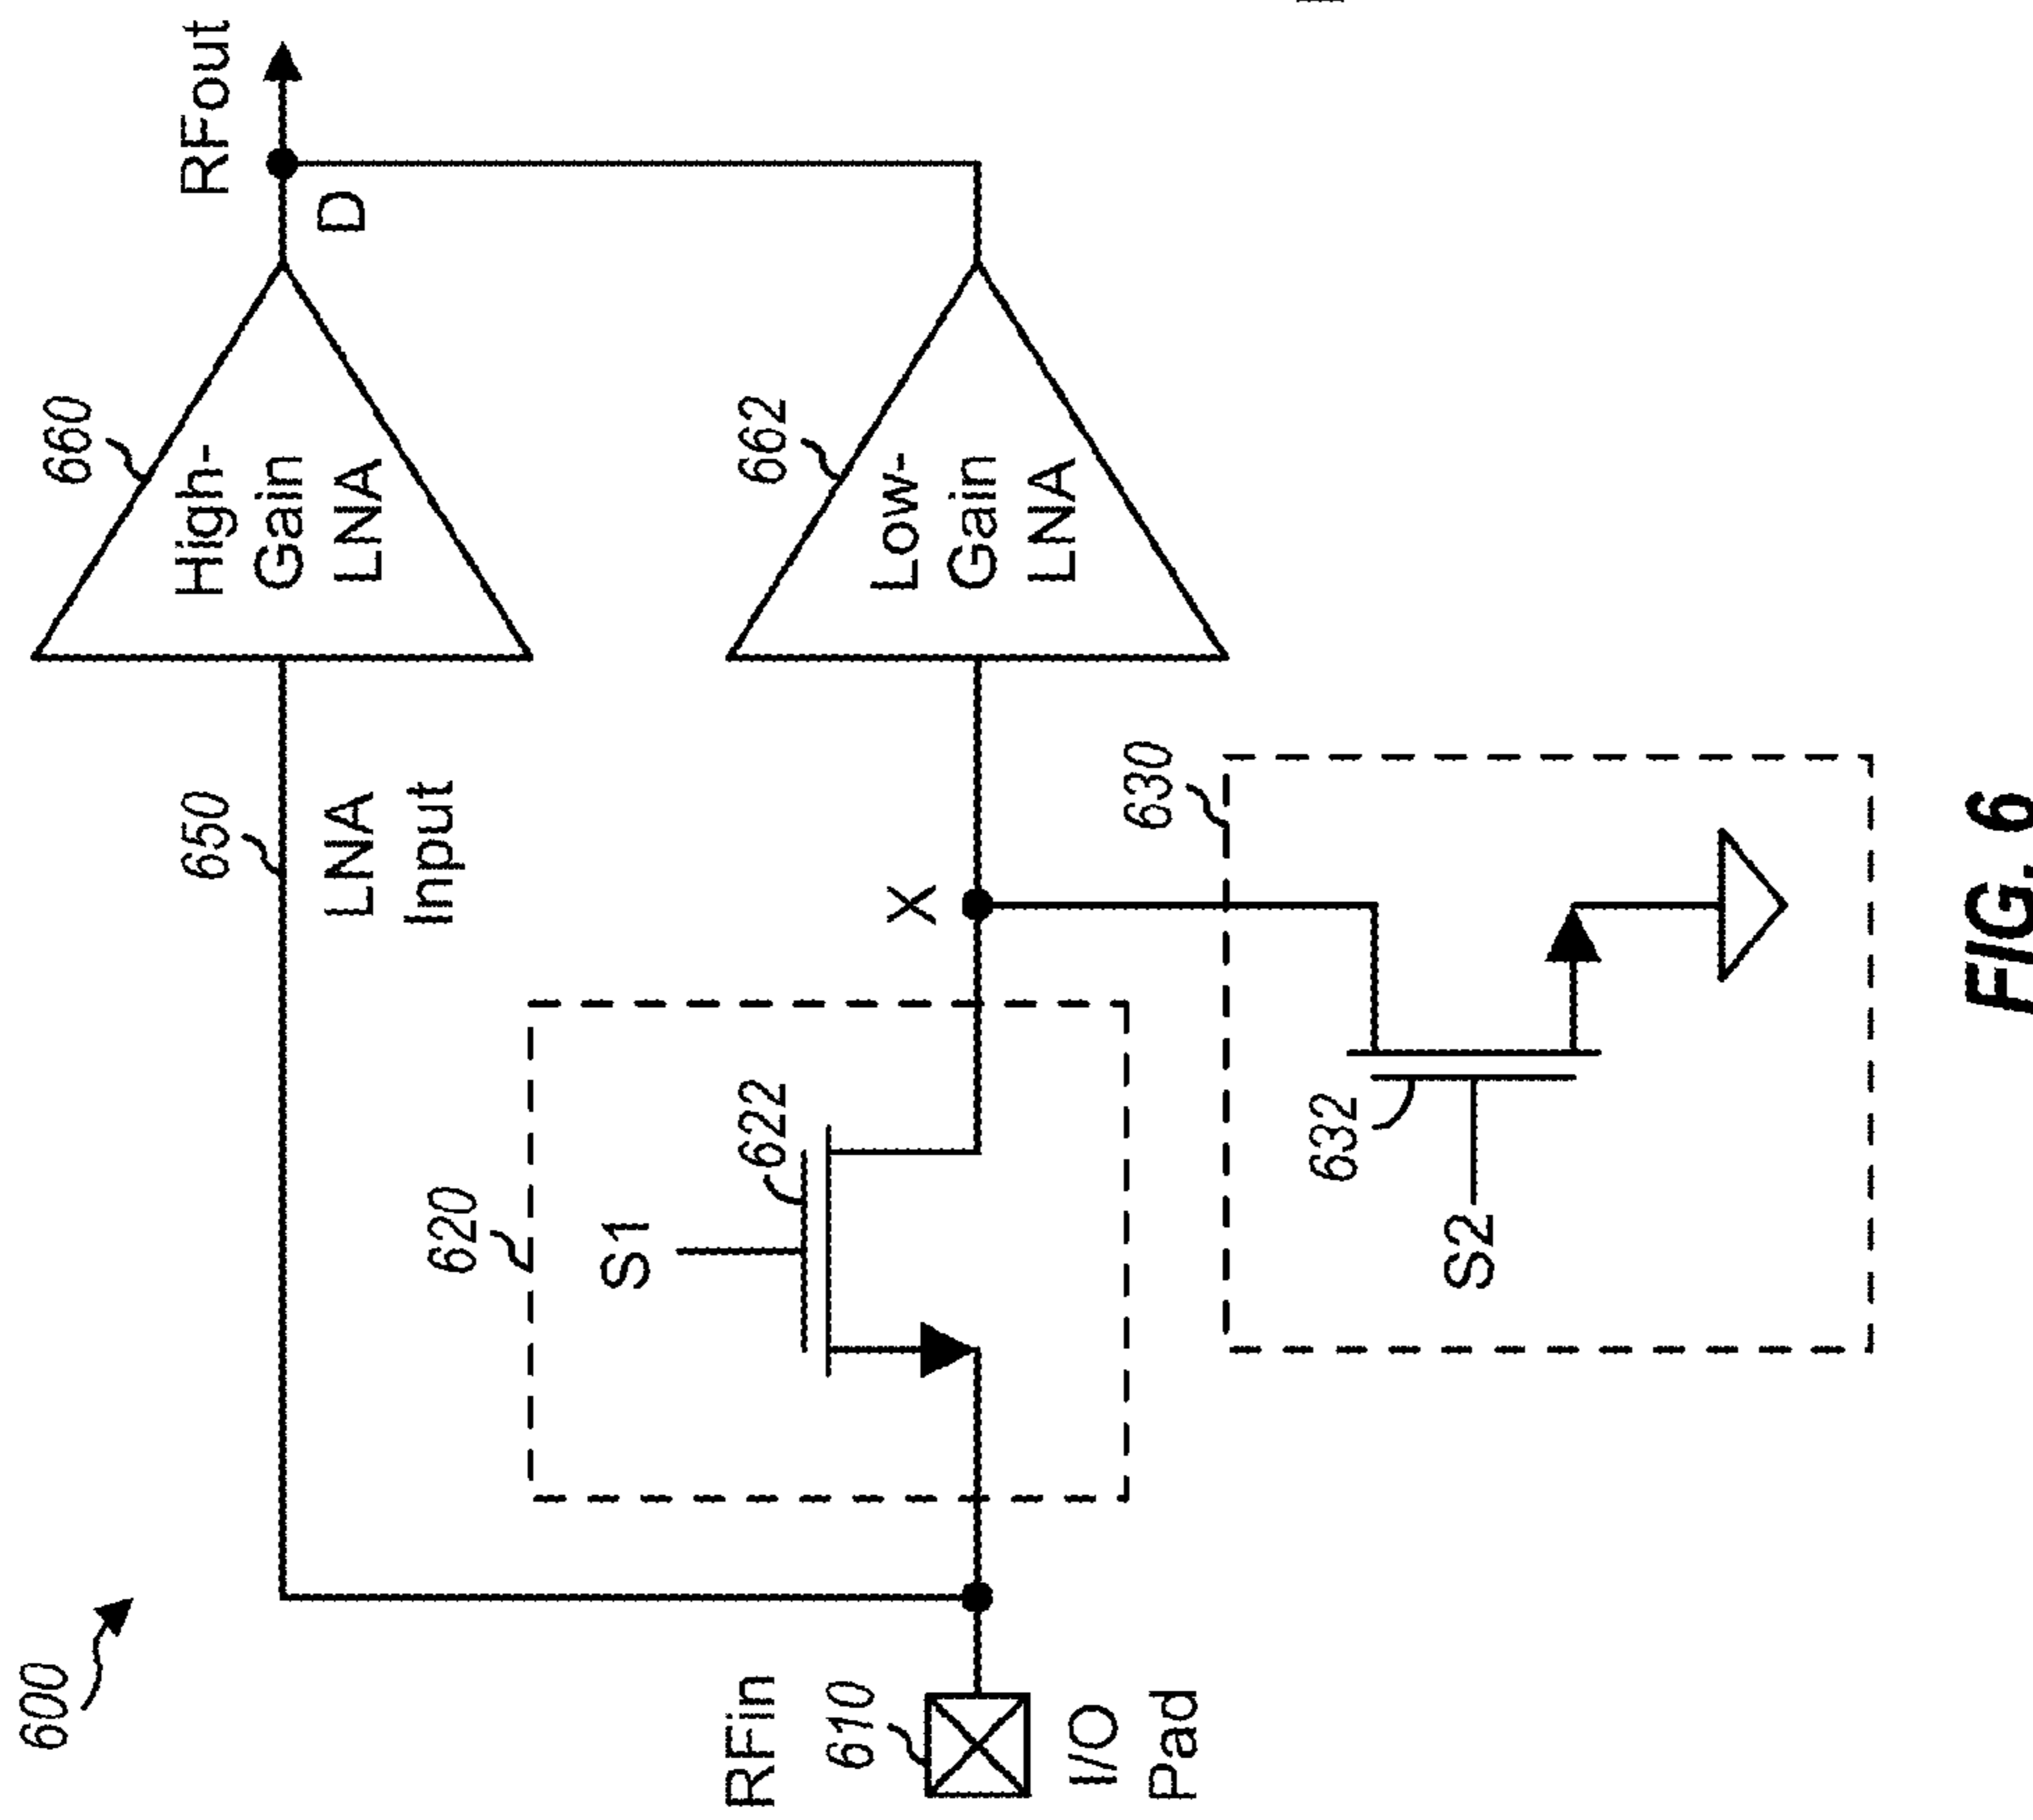 600
650
660
RFout
LNA
Input
High-
Gain
LNA
D
620
S1
622
662
RFin
610
I/O
Pad
X
Low-
Gain
LNA
630
632
S2
FIG. 6